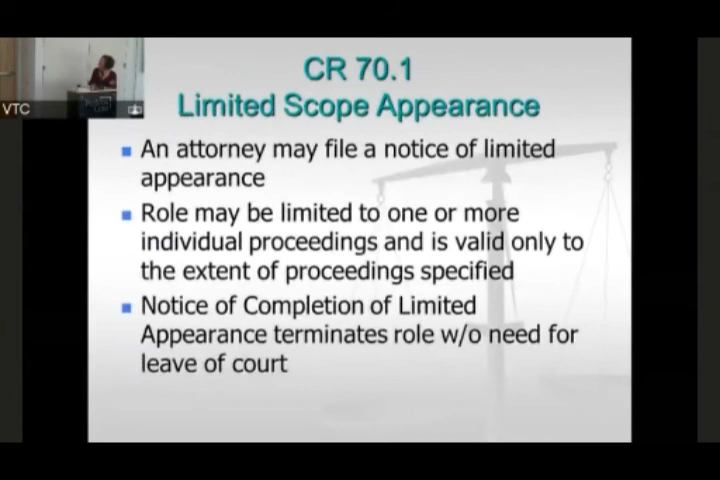 CR 70.1
Limited Scope Appearance
An attorney may file a notice of limited
appearance
Role may be limited to one or more
individual proceedings and is valid only to
the extent of proceedings specified
Notice of Completion of Limited
Appearance terminates role w/o need for
leave of court
VTC